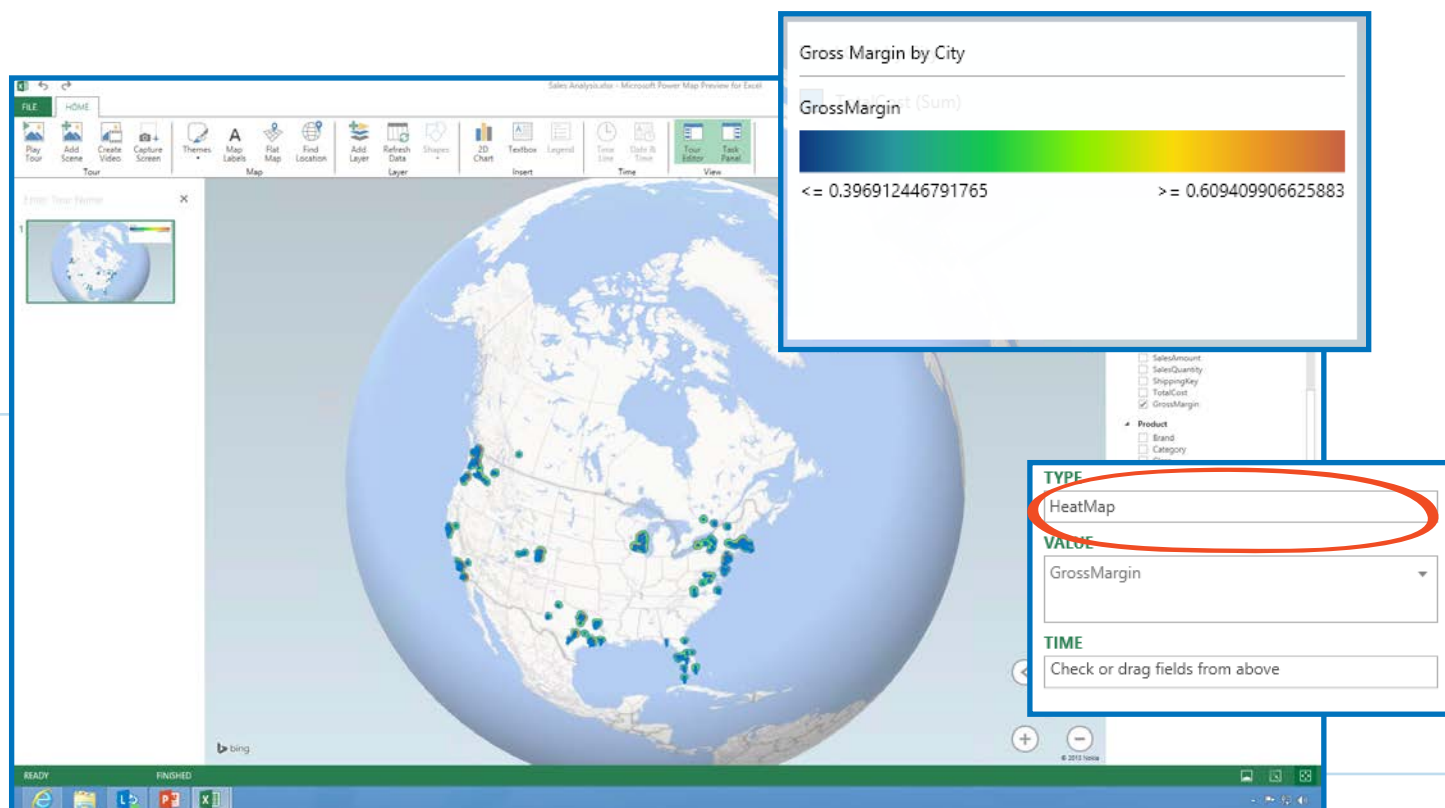 Sales Analysis.xlsx - Microsoft Power Map Preview for Excel
FILE HOME
Play Tour
Add Scene
Create Video
Capture Screen
Tour
Themes
Map Labels
Flat Map
Find Location
Map
Add Layer
Refresh Data
Shapes
Layer
2D Chart
Textbox
Legend
Insert
Time Line
Date & Time
Time
Tour Editor
Task Panel
View
Enter Tour Name
1
Gross Margin by City
TotalCost (Sum)
GrossMargin
<= 0.396912446791765 >= 0.609409906625883
SalesAmount
SalesQuantity
ShippingKey
TotalCost
GrossMargin
Product
Brand
Category
TYPE
HeatMap
VALUE
GrossMargin
TIME
Check or drag fields from above
bing
© 2013 Nokia
READY FINISHED